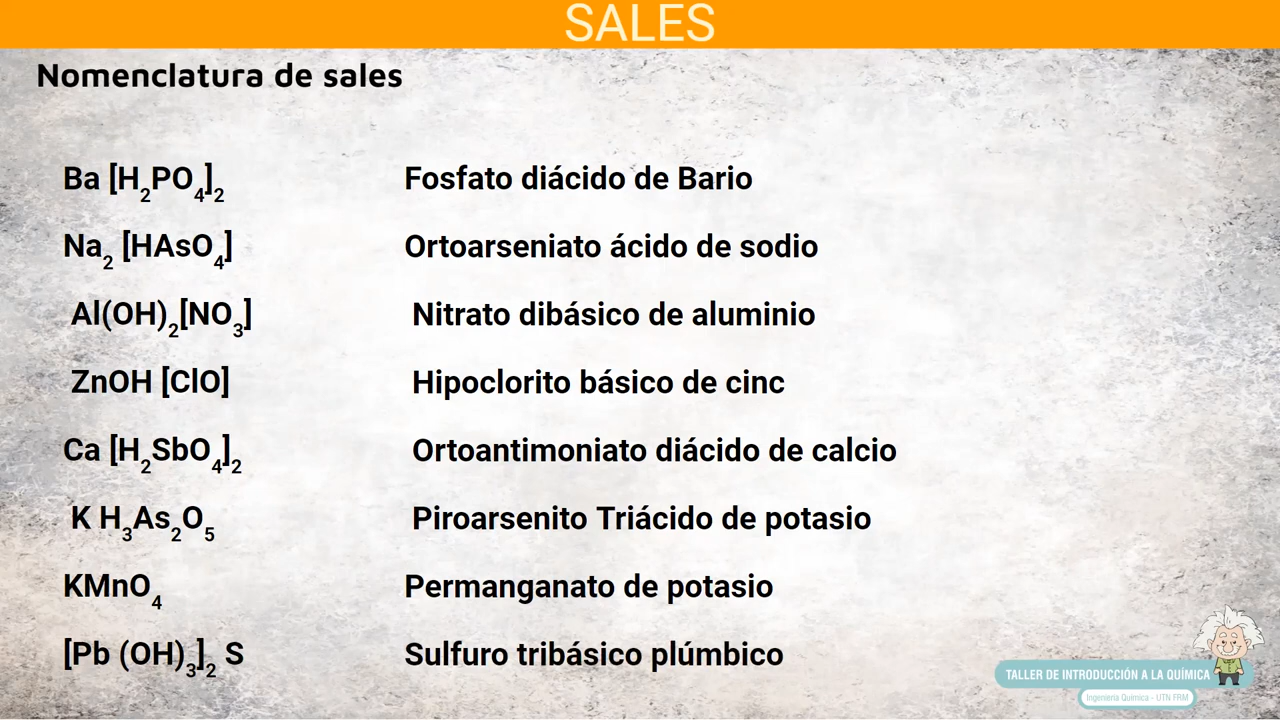 SALES
Nomenclatura de sales
Ba [H₂PO₄]₂ Fosfato diácido de Bario
Na₂ [HAsO₄] Ortoarseniato ácido de sodio
Al(OH)₂[NO₃] Nitrato dibásico de aluminio
ZnOH [ClO] Hipoclorito básico de cinc
Ca [H₂SbO₄]₂ Ortoantimoniato diácido de calcio
K H₃As₂O₅ Piroarsenito Triácido de potasio
KMnO₄ Permanganato de potasio
[Pb (OH)₃]₂ S Sulfuro tribásico plúmbico
TALLER DE INTRODUCCIÓN A LA QUÍMICA
Ingeniería Química - UTN FRM